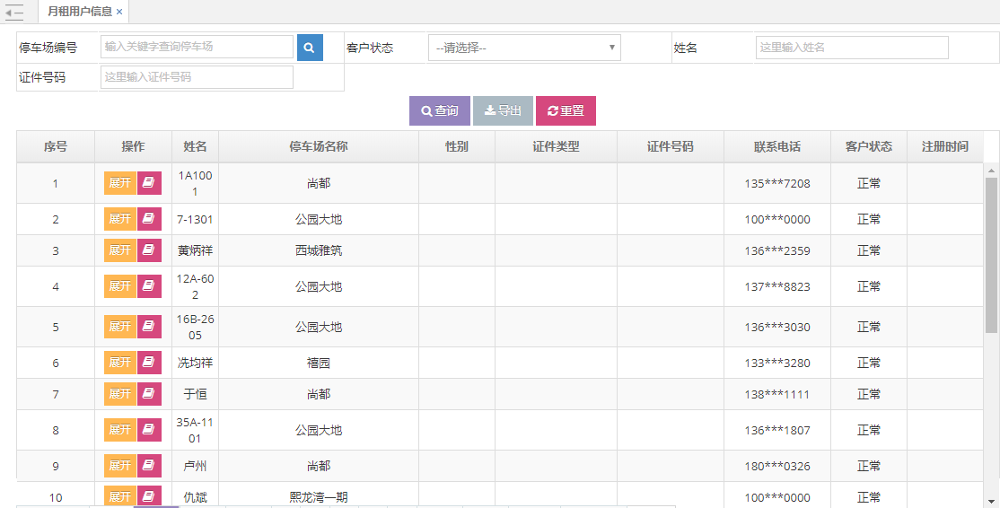 月租用户信息 ×
停车场编号 输入关键字查询停车场 客户状态 --请选择-- 姓名 这里输入姓名
证件号码 这里输入证件号码
查询 导出 重置
序号 操作 姓名 停车场名称 性别 证件类型 证件号码 联系电话 客户状态 注册时间
1 展开 1A1001 尚都 135***7208 正常
2 展开 7-1301 公园大地 100***0000 正常
3 展开 黄炳祥 西城雅筑 136***2359 正常
4 展开 12A-602 公园大地 137***8823 正常
5 展开 16B-2605 公园大地 136***3030 正常
6 展开 冼均祥 禧园 133***3280 正常
7 展开 于恒 尚都 138***1111 正常
8 展开 35A-1101 公园大地 136***1807 正常
9 展开 卢州 尚都 180***0326 正常
10 展开 仇斌 熙龙湾一期 100***0000 正常